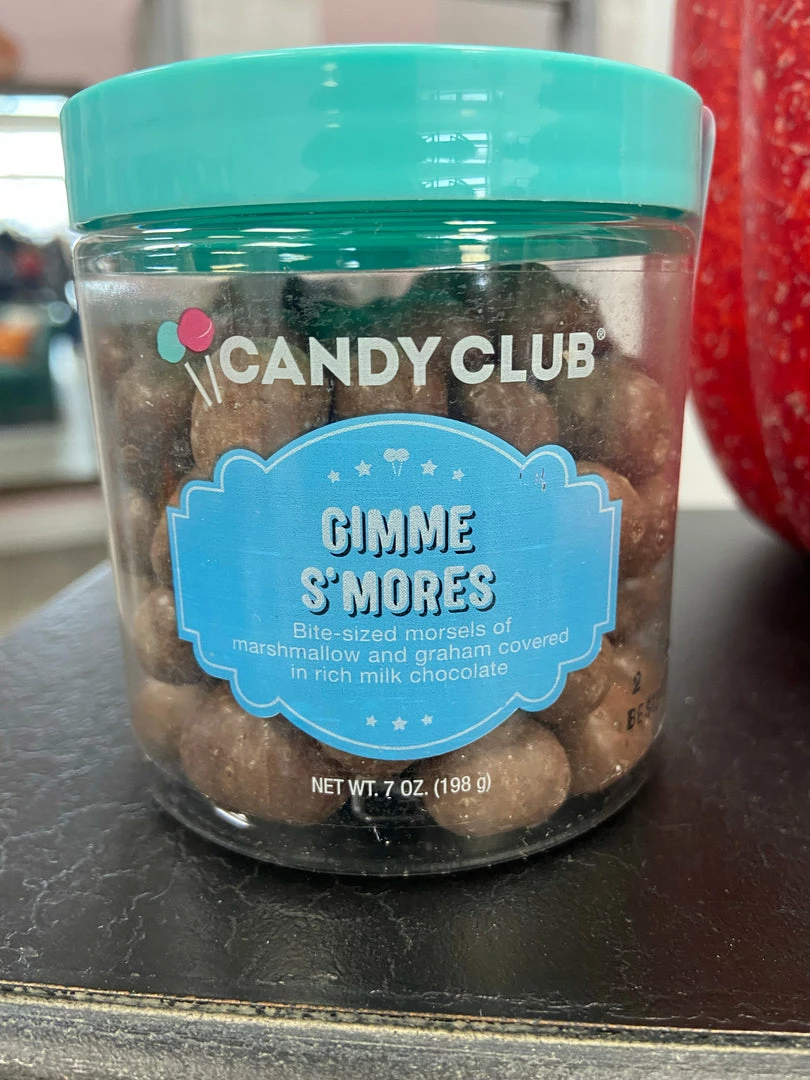 CANDY CLUB®
GIMME
S'MORES
Bite-sized morsels of
marshmallow and graham covered
in rich milk chocolate
NET WT. 7 OZ. (198 g)